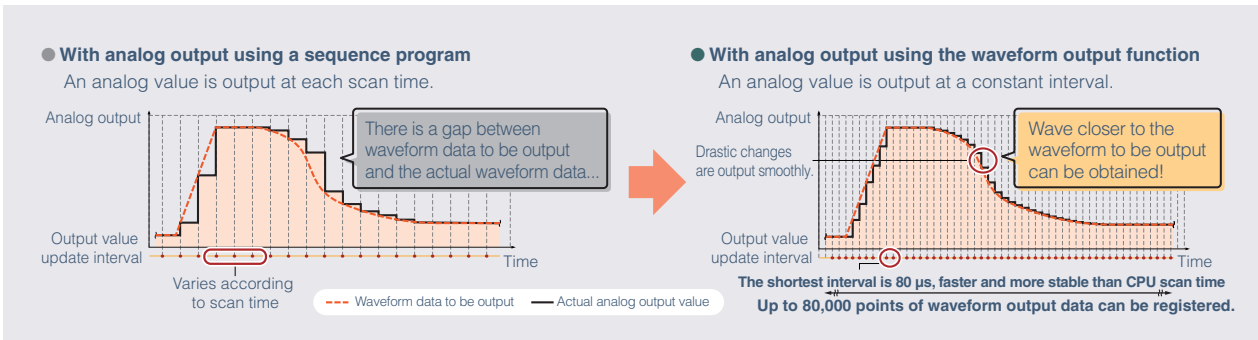 ● With analog output using a sequence program
An analog value is output at each scan time.
Analog output
There is a gap between
waveform data to be output
and the actual waveform data...
Output value
update interval
Time
Varies according
to scan time
Waveform data to be output
Actual analog output value
● With analog output using the waveform output function
An analog value is output at a constant interval.
Analog output
Drastic changes
are output smoothly.
Wave closer to the
waveform to be output
can be obtained!
Output value
update interval
Time
The shortest interval is 80 μs, faster and more stable than CPU scan time
Up to 80,000 points of waveform output data can be registered.